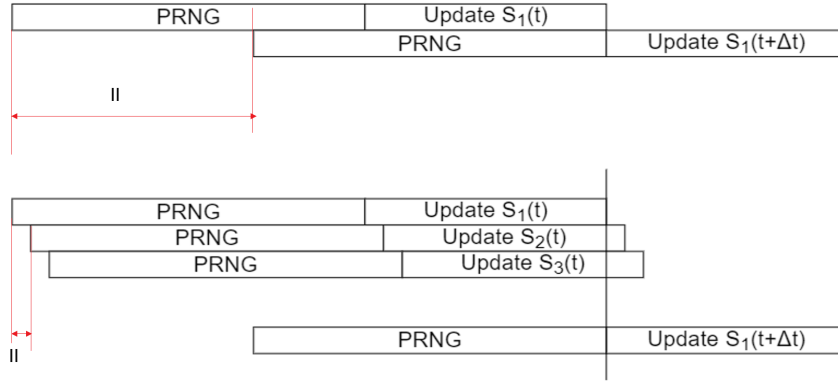 PRNG Update S₁(t)
PRNG Update S₁(t+Δt)
II
PRNG Update S₁(t)
PRNG Update S₂(t)
PRNG Update S₃(t)
II
PRNG Update S₁(t+Δt)